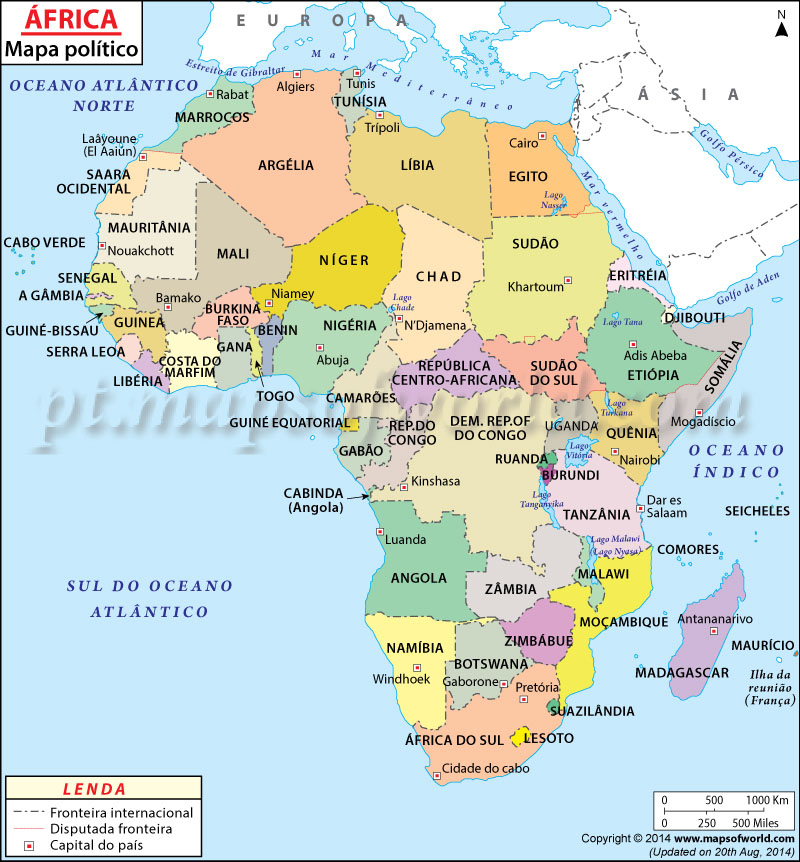 ÁFRICA
Mapa político
EUROPA
N
ÁSIA
OCEANO ATLÂNTICO
NORTE
Estreito de Gibraltar
Mar Mediterrâneo
Algiers
Tunis
TUNÍSIA
Rabat
MARROCOS
Trípoli
Cairo
Golfo Pérsico
Laâyoune
(El Aaiún)
SAARA
OCIDENTAL
ARGÉLIA
LÍBIA
EGITO
Lago
Nasser
Mar vermelho
MAURITÂNIA
Nouakchott
CABO VERDE
MALI
NÍGER
CHAD
SUDÃO
Khartoum
ERITRÉIA
Golfo de Aden
SENEGAL
A GÂMBIA
Bamako
Niamey
Lago
Chade
N'Djamena
DJIBOUTI
GUINÉ-BISSAU
GUINEA
BURKINA
FASO
BENIN
NIGÉRIA
Abuja
Lago Tana
Adis Abeba
ETIÓPIA
SOMÁLIA
SERRA LEOA
COSTA DO
MARFIM
GANA
LIBÉRIA
TOGO
REPÚBLICA
CENTRO-AFRICANA
SUDÃO
DO SUL
CAMARÕES
pt.mapsofworld.com
GUINÉ EQUATORIAL
REP.DO
CONGO
DEM. REP.OF
DO CONGO
UGANDA
Lago
Turkana
QUÊNIA
Mogadíscio
GABÃO
Lago
Vitória
Nairobi
OCEANO
ÍNDICO
RUANDA
BURUNDI
Kinshasa
CABINDA
(Angola)
Lago
Tanganyika
TANZÂNIA
Dar es
Salaam
SEICHELES
Luanda
Lago Malawi
(Lago Nyasa)
COMORES
ANGOLA
ZÂMBIA
MALAWI
SUL DO OCEANO
ATLÂNTICO
MOÇAMBIQUE
Antananarivo
NAMÍBIA
ZIMBÁBUE
MAURÍCIO
BOTSWANA
MADAGASCAR
Windhoek
Gaborone
Ilha da
reunião
(França)
Pretória
SUAZILÂNDIA
ÁFRICA DO SUL
LESOTO
Cidade do cabo
LENDA
Fronteira internacional
Disputada fronteira
Capital do país
0 500 1000 Km
0 250 500 Miles
Copyright © 2014 www.mapsofworld.com
(Updated on 20th Aug, 2014)